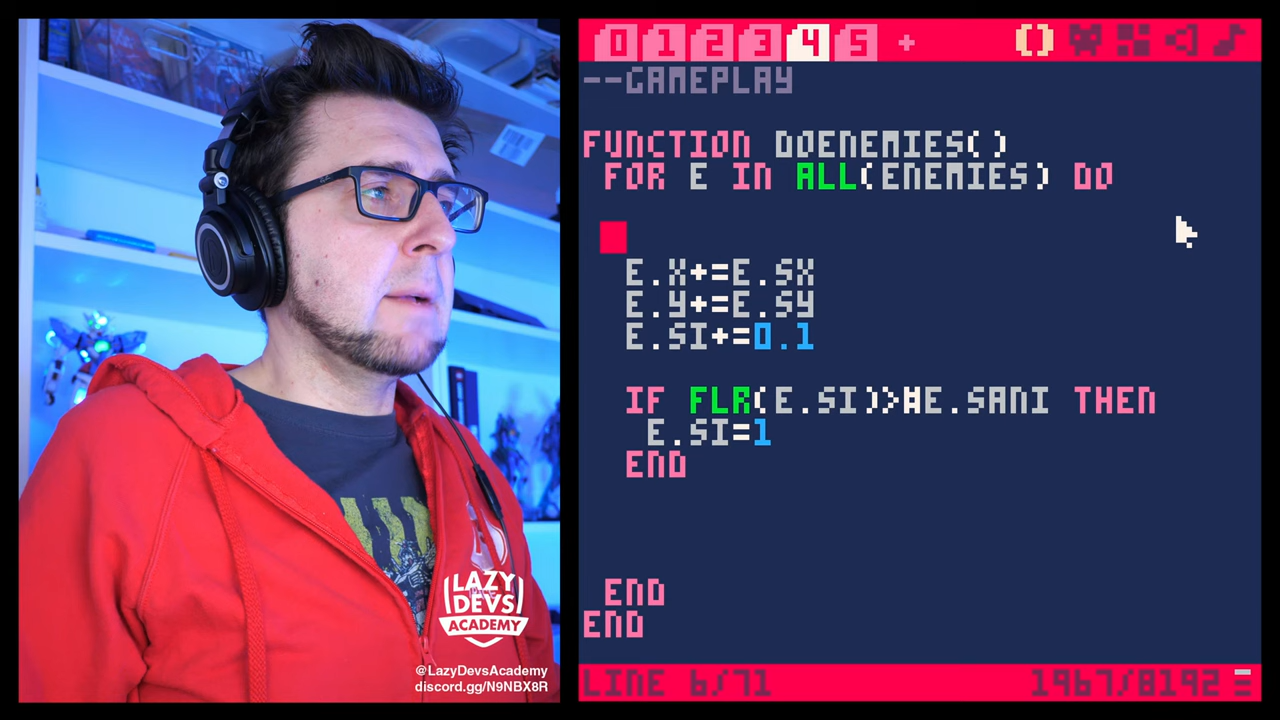 LAZY
DEVS
ACADEMY
@LazyDevsAcademy
discord.gg/N9NBX8R
0 1 2 3 4 5 +
--GAMEPLAY
FUNCTION DOENEMIES()
FOR E IN ALL(ENEMIES) DO
E.X+=E.SX
E.Y+=E.SY
E.SI+=0.1
IF FLR(E.SI)>#E.SANI THEN
E.SI=1
END
END
END
LINE 6/71
1967/8192